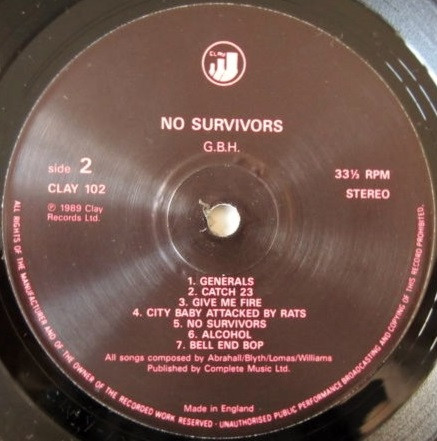 CLAY
NO SURVIVORS
G.B.H.
side 2
CLAY 102
℗ 1989 Clay
Records Ltd.
33⅓ RPM
STEREO
1. GENERALS
2. CATCH 23
3. GIVE ME FIRE
4. CITY BABY ATTACKED BY RATS
5. NO SURVIVORS
6. ALCOHOL
7. BELL END BOP
All songs composed by Abrahall/Blyth/Lomas/Williams
Published by Complete Music Ltd.
Made in England
ALL RIGHTS OF THE MANUFACTURER AND OF THE OWNER OF THE RECORDED WORK RESERVED · UNAUTHORISED PUBLIC PERFORMANCE BROADCASTING AND COPYING OF THIS RECORD PROHIBITED.